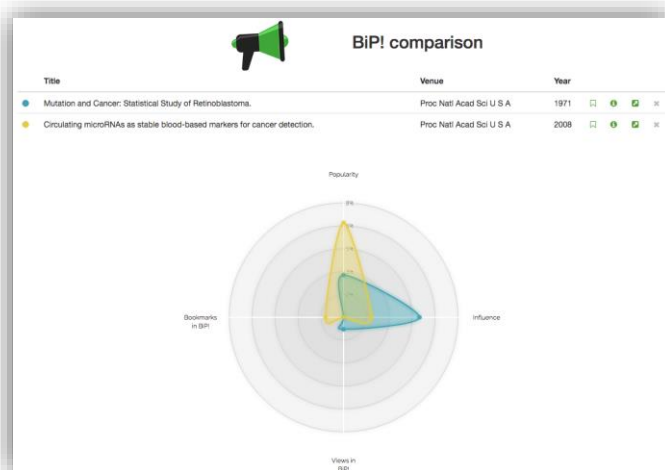 BiP! comparison
Title Venue Year
Mutation and Cancer: Statistical Study of Retinoblastoma. Proc Natl Acad Sci U S A 1971
Circulating microRNAs as stable blood-based markers for cancer detection. Proc Natl Acad Sci U S A 2008
Popularity
Bookmarks
in BiP!
Influence
Views in
BiP!